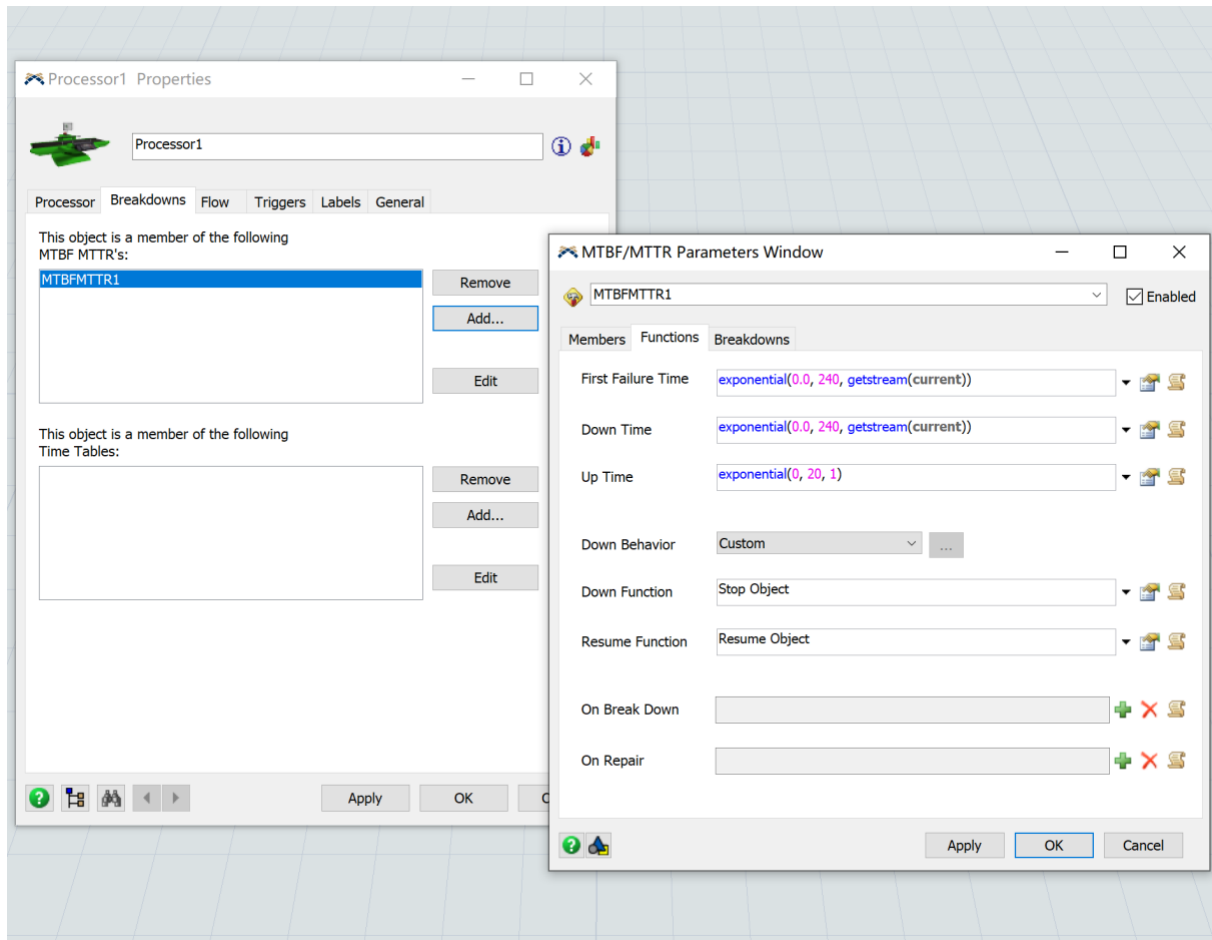 Processor1 Properties
Processor1
Processor Breakdowns Flow Triggers Labels General
This object is a member of the following
MTBF MTTR's:
MTBFMTTR1
Remove
Add...
Edit
This object is a member of the following
Time Tables:
Remove
Add...
Edit
Apply OK C
MTBF/MTTR Parameters Window
MTBFMTTR1 Enabled
Members Functions Breakdowns
First Failure Time exponential(0.0, 240, getstream(current))
Down Time exponential(0.0, 240, getstream(current))
Up Time exponential(0, 20, 1)
Down Behavior Custom ...
Down Function Stop Object
Resume Function Resume Object
On Break Down
On Repair
Apply OK Cancel